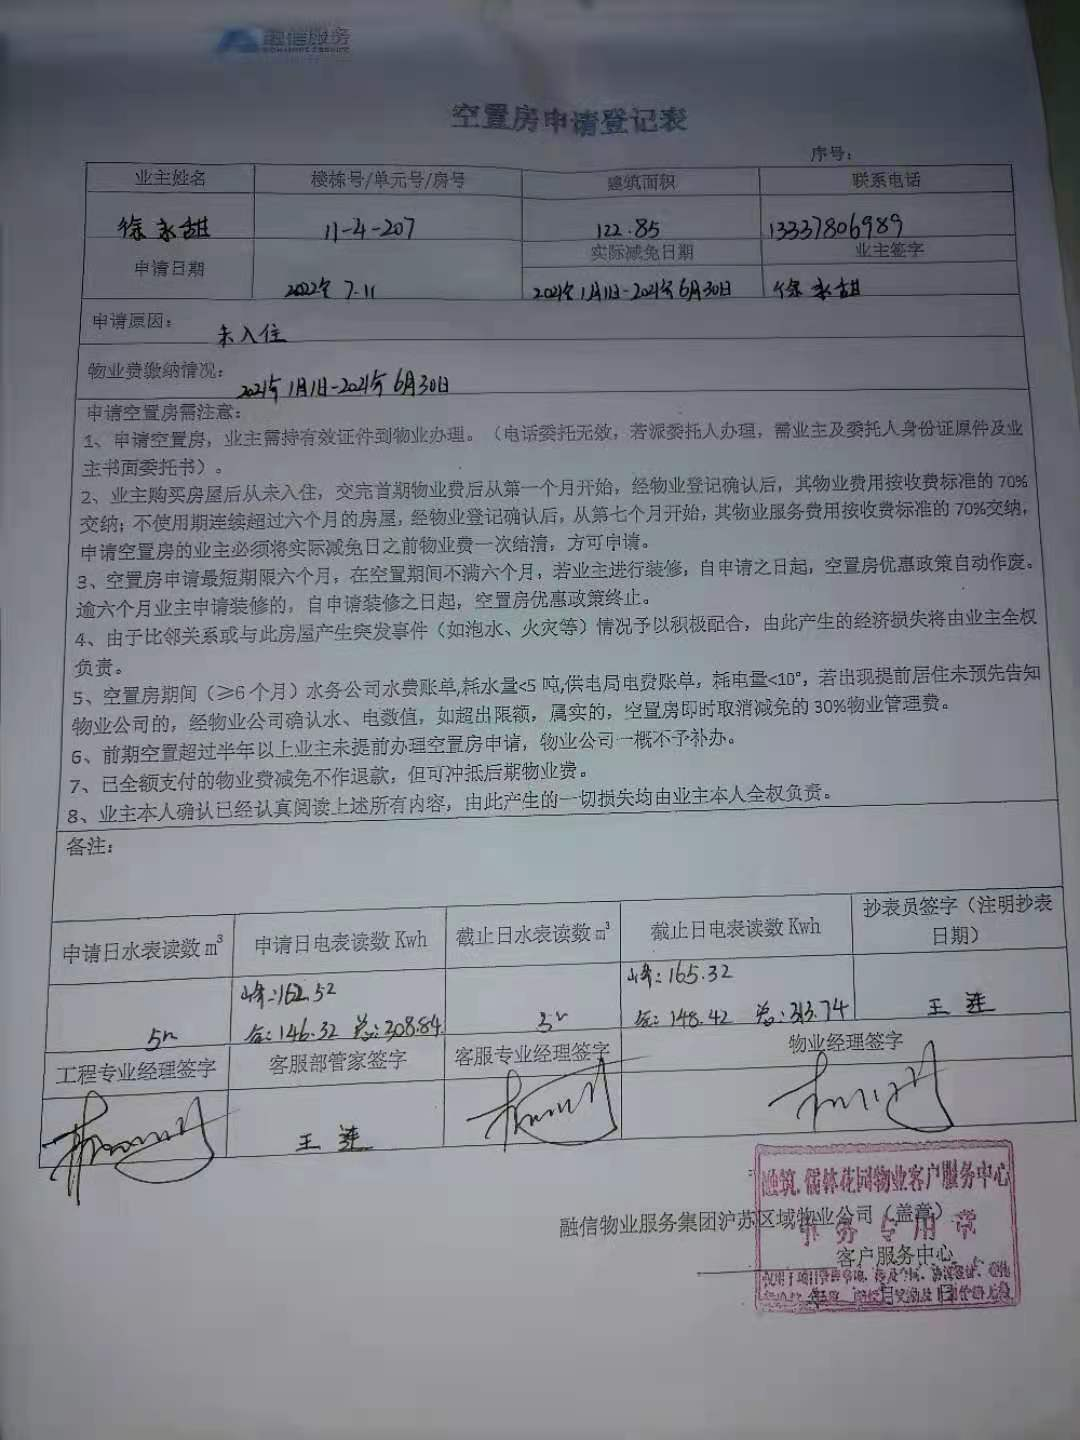 融信服务
空置房申请登记表
序号：
业主姓名 楼栋号/单元号/房号 建筑面积 联系电话
徐永甜 11-4-207 122.85 13337806989
申请日期 实际减免日期 业主签字
2022年7.11 2021年1月1日-2021年6月30日 徐永甜
申请原因： 未入住
物业费缴纳情况： 2021年1月1日-2021年6月30日
申请空置房需注意：
1、申请空置房，业主需持有效证件到物业办理。（电话委托无效，若派委托人办理，需业主及委托人身份证原件及业
主书面委托书）。
2、业主购买房屋后从未入住，交完首期物业费后从第一个月开始，经物业登记确认后，其物业费用按收费标准的70%
交纳；不使用期连续超过六个月的房屋，经物业登记确认后，从第七个月开始，其物业服务费用按收费标准的70%交纳，
申请空置房的业主必须将实际减免日之前物业费一次结清，方可申请。
3、空置房申请最短期限六个月，在空置期间不满六个月，若业主进行装修，自申请之日起，空置房优惠政策自动作废。
逾六个月业主申请装修的，自申请装修之日起，空置房优惠政策终止。
4、由于比邻关系或与此房屋产生突发事件（如泡水、火灾等）情况予以积极配合，由此产生的经济损失将由业主全权
负责。
5、空置房期间（≥6个月）水务公司水费账单,耗水量<5吨,供电局电费账单，耗电量<10°，若出现提前居住未预先告知
物业公司的，经物业公司确认水、电数值，如超出限额，属实的，空置房即时取消减免的30%物业管理费。
6、前期空置超过半年以上业主未提前办理空置房申请，物业公司一概不予补办。
7、已全额支付的物业费减免不作退款，但可冲抵后期物业费。
8、业主本人确认已经认真阅读上述所有内容，由此产生的一切损失均由业主本人全权负责。
备注：
申请日水表读数m³ 申请日电表读数Kwh 截止日水表读数m³ 截止日电表读数Kwh 抄表员签字（注明抄表
日期）
峰:162.52 峰:165.32
谷:146.32 总:308.84 谷:148.42 总:313.74 王莲
工程专业经理签字 客服部管家签字 客服专业经理签字 物业经理签字
王莲
融筑.儒林花园物业客户服务中心
融信物业服务集团沪苏区域物业公司（盖章）
事务专用章
客户服务中心
年 月 日